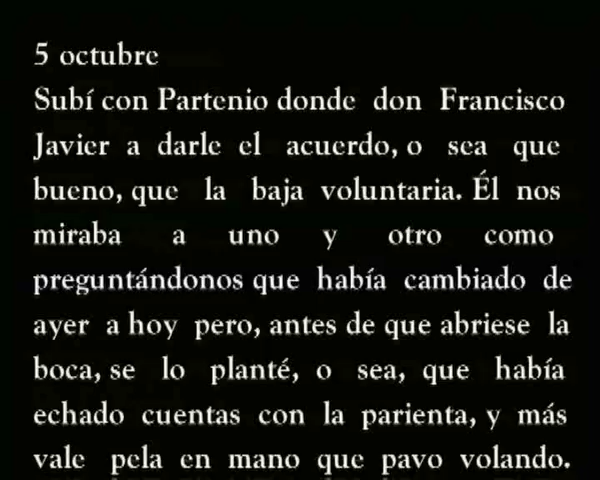 5 octubre
Subí con Partenio donde don Francisco
Javier a darle el acuerdo, o sea que
bueno, que la baja voluntaria. Él nos
miraba a uno y otro como
preguntándonos que había cambiado de
ayer a hoy pero, antes de que abriese la
boca, se lo planté, o sea, que había
echado cuentas con la parienta, y más
vale pela en mano que pavo volando.